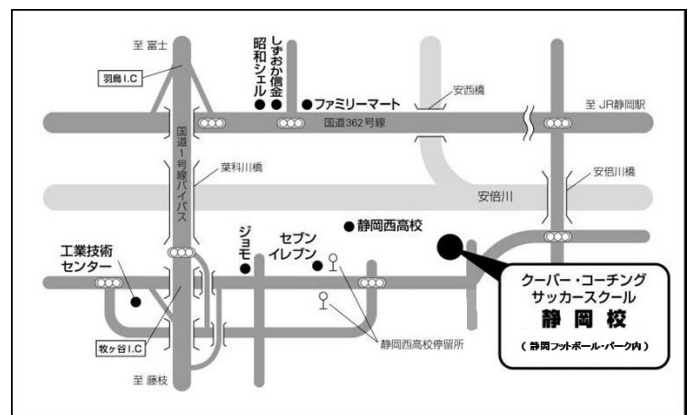 至 富士
羽鳥I.C
昭和シェル
しずおか信金
ファミリーマート
安西橋
至 JR静岡駅
国道362号線
国道1号線バイパス
藁科川橋
安倍川
安倍川橋
静岡西高校
工業技術
センター
ジョモ
セブン
イレブン
クーバー・コーチング
サッカースクール
静岡校
(静岡フットボール・パーク内)
静岡西高校停留所
牧ヶ谷I.C
至 藤枝